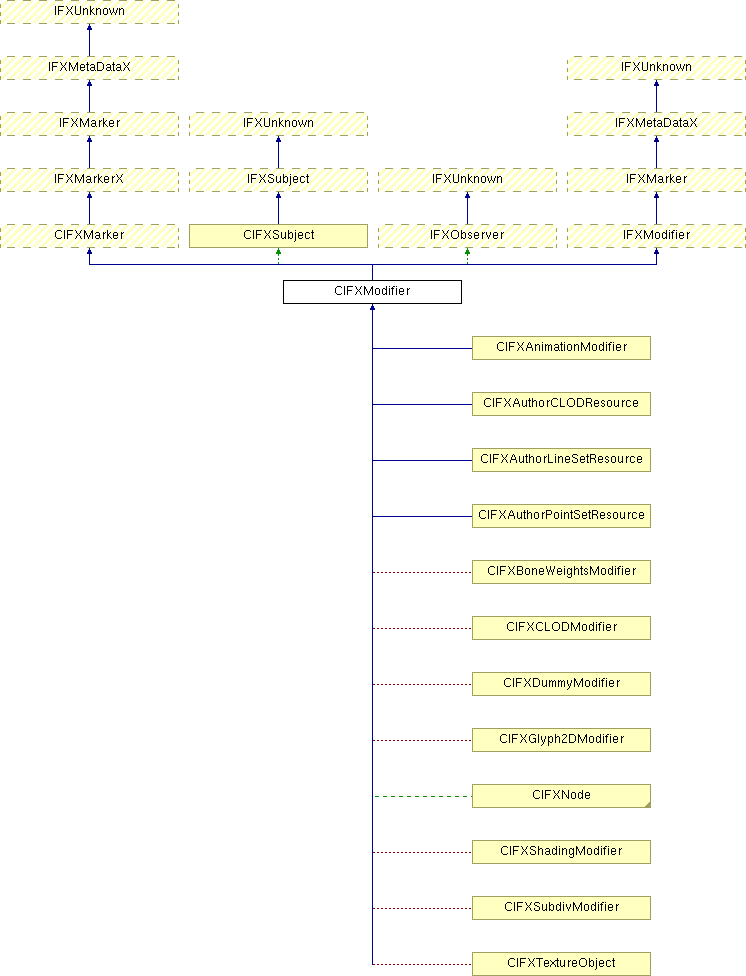 IFXUnknown
IFXMetaDataX
IFXUnknown
IFXMarker
IFXUnknown
IFXMetaDataX
IFXMarkerX
IFXSubject
IFXUnknown
IFXMarker
CIFXMarker
CIFXSubject
IFXObserver
IFXModifier
CIFXModifier
CIFXAnimationModifier
CIFXAuthorCLODResource
CIFXAuthorLineSetResource
CIFXAuthorPointSetResource
CIFXBoneWeightsModifier
CIFXCLODModifier
CIFXDummyModifier
CIFXGlyph2DModifier
CIFXNode
CIFXShadingModifier
CIFXSubdivModifier
CIFXTextureObject